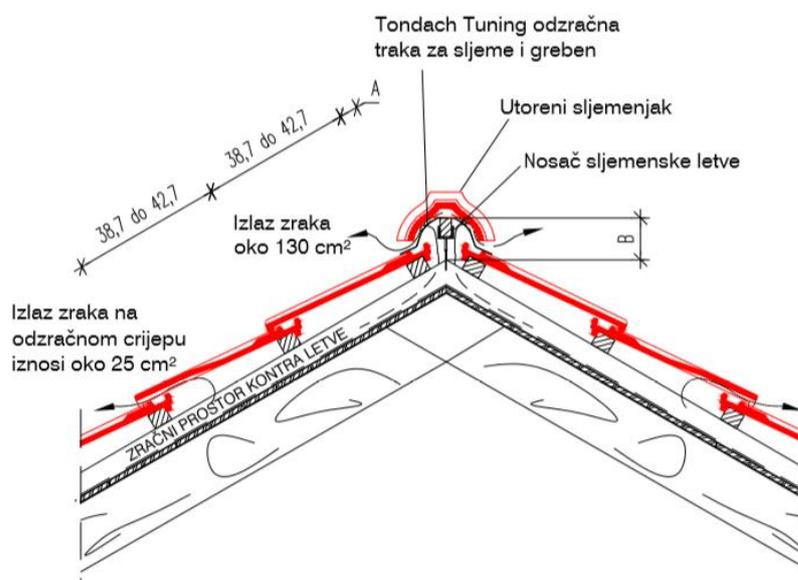 Tondach Tuning odzračna
traka za sljeme i greben
A
38,7 do 42,7
38,7 do 42,7
Utoreni sljemenjak
Nosač sljemenske letve
Izlaz zraka
oko 130 cm²
B
Izlaz zraka na
odzračnom crijepu
iznosi oko 25 cm²
ZRAČNI PROSTOR KONTRA LETVE